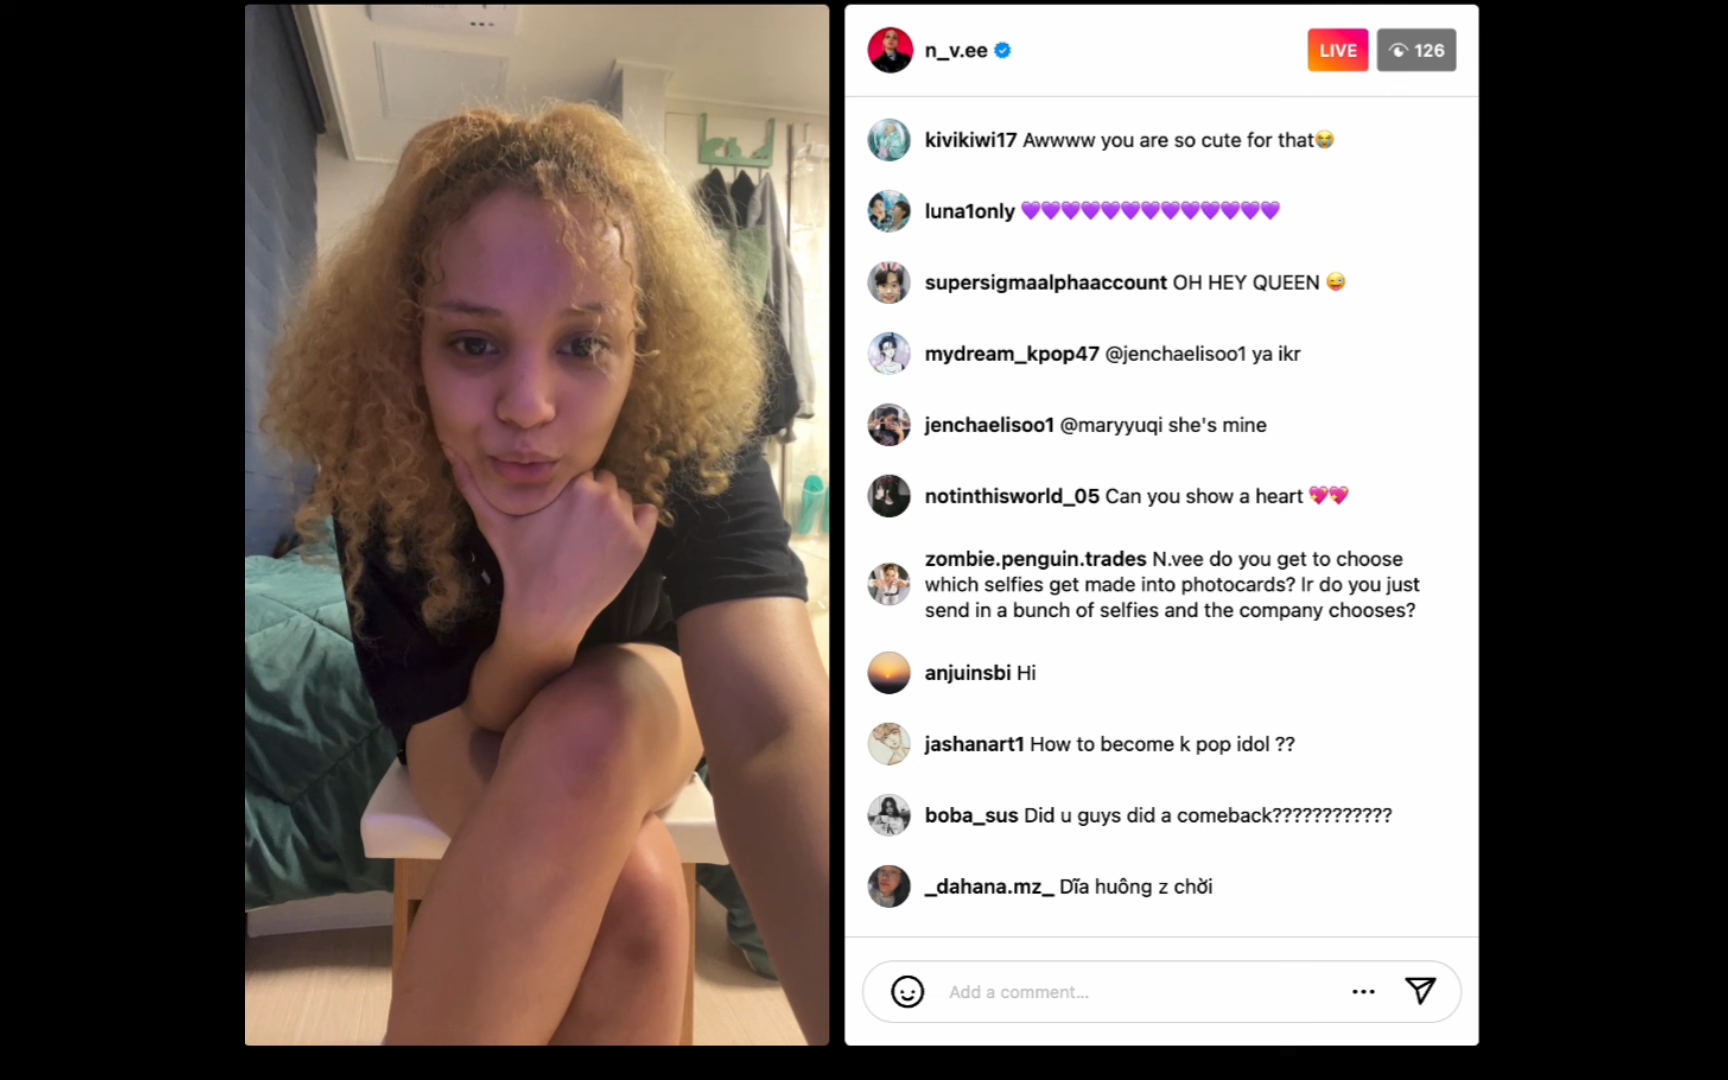 n_v.ee
LIVE
126
kivikiwi17 Awwww you are so cute for that😭
luna1only 💜💜💜💜💜💜💜💜💜💜💜💜💜
supersigmaalphaaccount OH HEY QUEEN 😜
mydream_kpop47 @jenchaelisoo1 ya ikr
jenchaelisoo1 @maryyuqi she's mine
notinthisworld_05 Can you show a heart 💖💖
zombie.penguin.trades N.vee do you get to choose
which selfies get made into photocards? Ir do you just
send in a bunch of selfies and the company chooses?
anjuinsbi Hi
jashanart1 How to become k pop idol ??
boba_sus Did u guys did a comeback????????????
_dahana.mz_ Dĩa huông z chời
Add a comment...